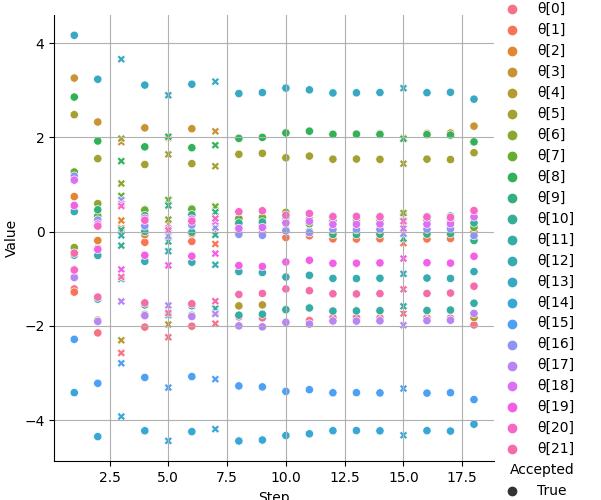 4
2
0
−2
−4
Value
2.5
5.0
7.5
10.0
12.5
15.0
17.5
Step
θ[0]
θ[1]
θ[2]
θ[3]
θ[4]
θ[5]
θ[6]
θ[7]
θ[8]
θ[9]
θ[10]
θ[11]
θ[12]
θ[13]
θ[14]
θ[15]
θ[16]
θ[17]
θ[18]
θ[19]
θ[20]
θ[21]
Accepted
True